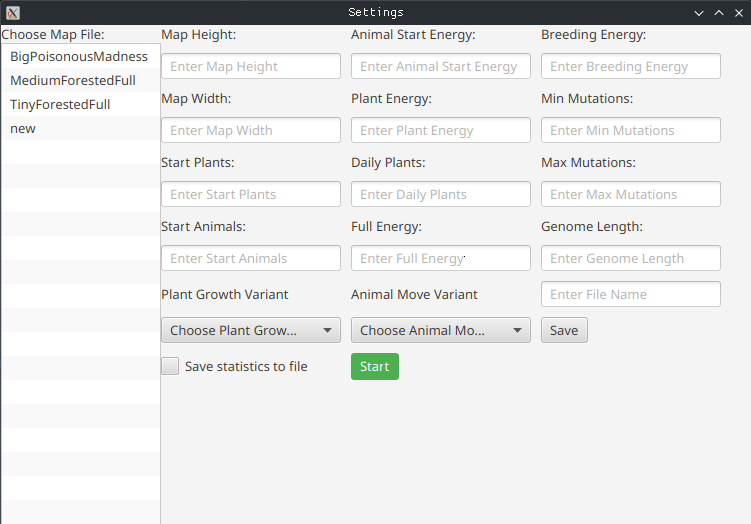 Settings
Choose Map File:
BigPoisonousMadness
MediumForestedFull
TinyForestedFull
new
Map Height:
Enter Map Height
Map Width:
Enter Map Width
Start Plants:
Enter Start Plants
Start Animals:
Enter Start Animals
Plant Growth Variant
Choose Plant Grow...
Save statistics to file
Animal Start Energy:
Enter Animal Start Energy
Plant Energy:
Enter Plant Energy
Daily Plants:
Enter Daily Plants
Full Energy:
Enter Full Energy
Animal Move Variant
Choose Animal Mo...
Start
Breeding Energy:
Enter Breeding Energy
Min Mutations:
Enter Min Mutations
Max Mutations:
Enter Max Mutations
Genome Length:
Enter Genome Length
Enter File Name
Save